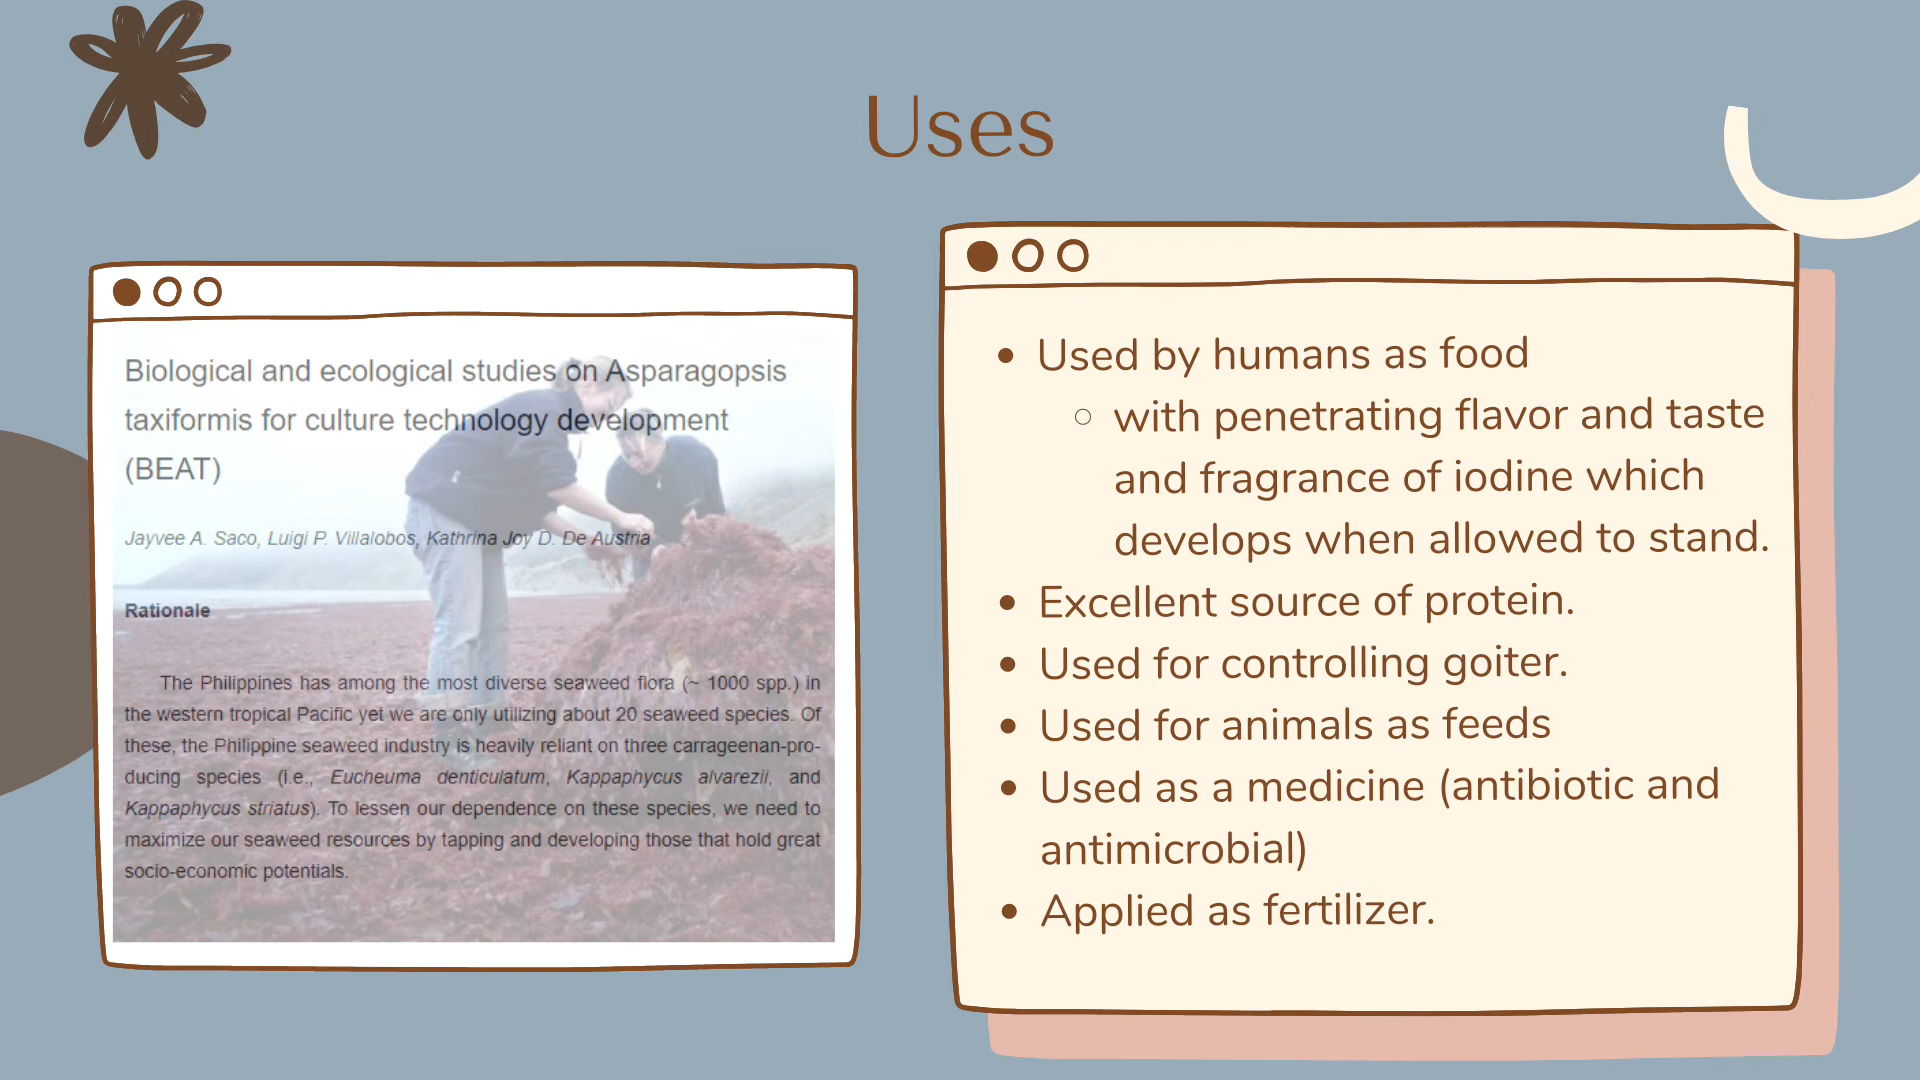 Uses
Biological and ecological studies on Asparagopsis
taxiformis for culture technology development
(BEAT)
Jayvee A. Saco, Luigi P. Villalobos, Kathrina Joy D. De Austria
Rationale
The Philippines has among the most diverse seaweed flora (~ 1000 spp.) in
the western tropical Pacific yet we are only utilizing about 20 seaweed species. Of
these, the Philippine seaweed industry is heavily reliant on three carrageenan-pro-
ducing species (i.e., Eucheuma denticulatum, Kappaphycus alvarezii, and
Kappaphycus striatus). To lessen our dependence on these species, we need to
maximize our seaweed resources by tapping and developing those that hold great
socio-economic potentials.
• Used by humans as food
○ with penetrating flavor and taste
and fragrance of iodine which
develops when allowed to stand.
• Excellent source of protein.
• Used for controlling goiter.
• Used for animals as feeds
• Used as a medicine (antibiotic and
antimicrobial)
• Applied as fertilizer.